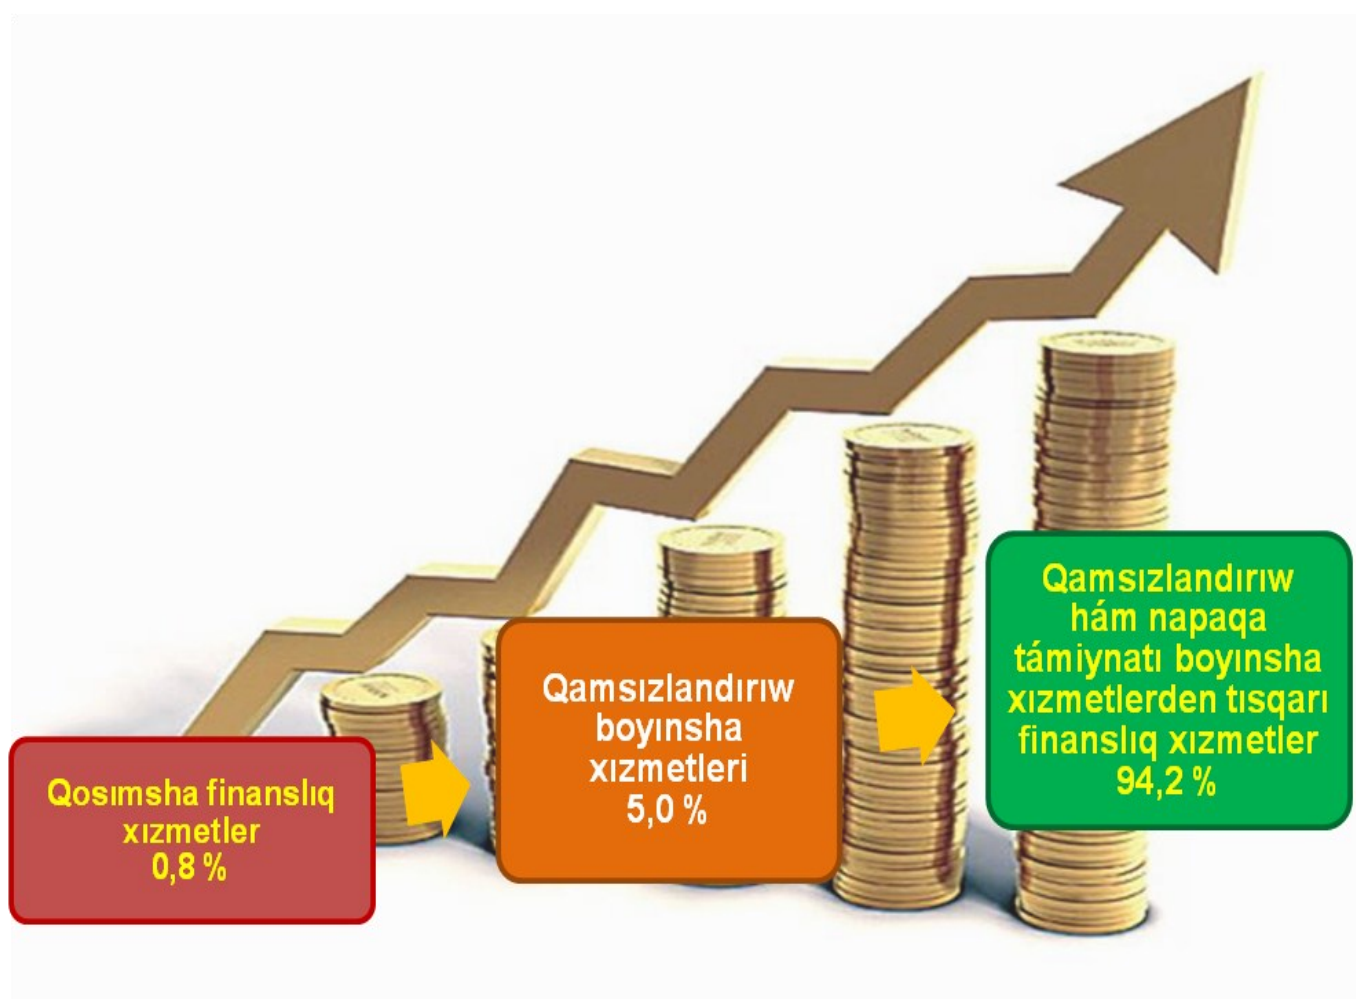 Qosımsha finanslıq
xızmetler
0,8 %
Qamsızlandırıw
boyınsha
xızmetleri
5,0 %
Qamsızlandırıw
hám napaqa
támiynatı boyınsha
xızmetlerden tısqarı
finanslıq xızmetler
94,2 %